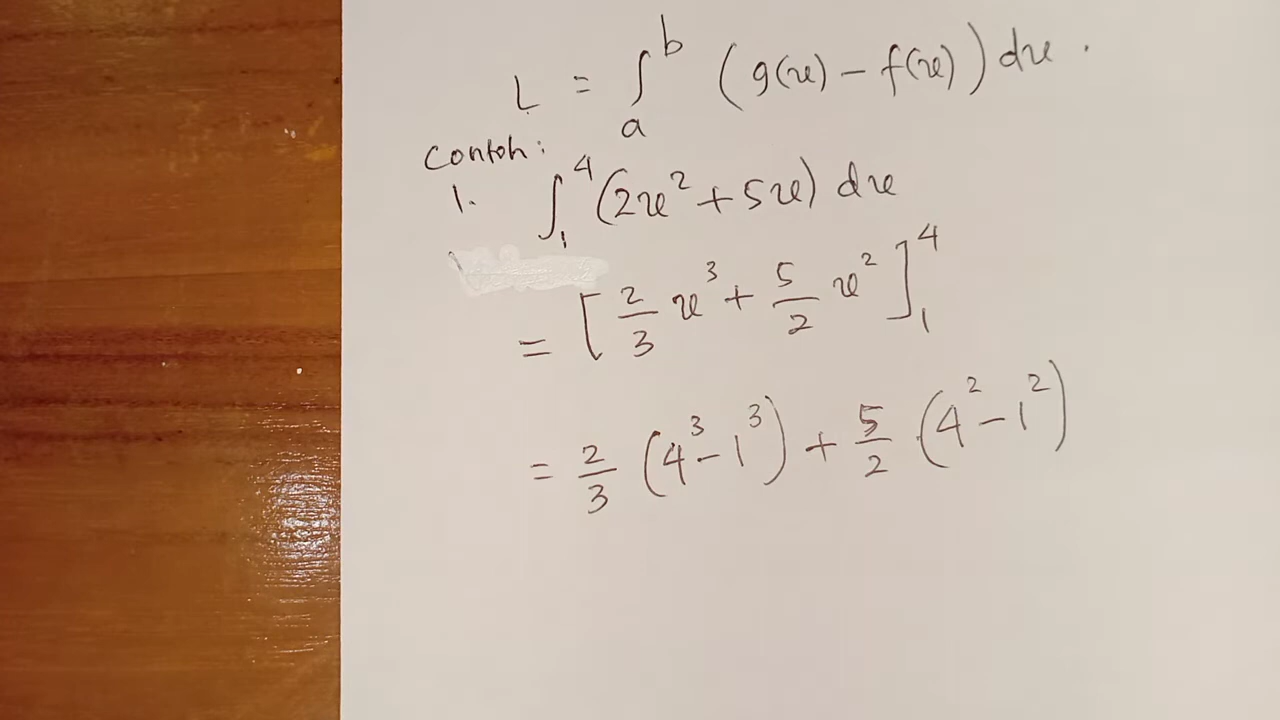 L = ∫_a^b (g(x) − f(x)) dx .
Contoh:
1. ∫_1^4 (2x² + 5x) dx
= [ 2/3 x³ + 5/2 x² ]_1^4
= 2/3 (4³ − 1³) + 5/2 (4² − 1²)